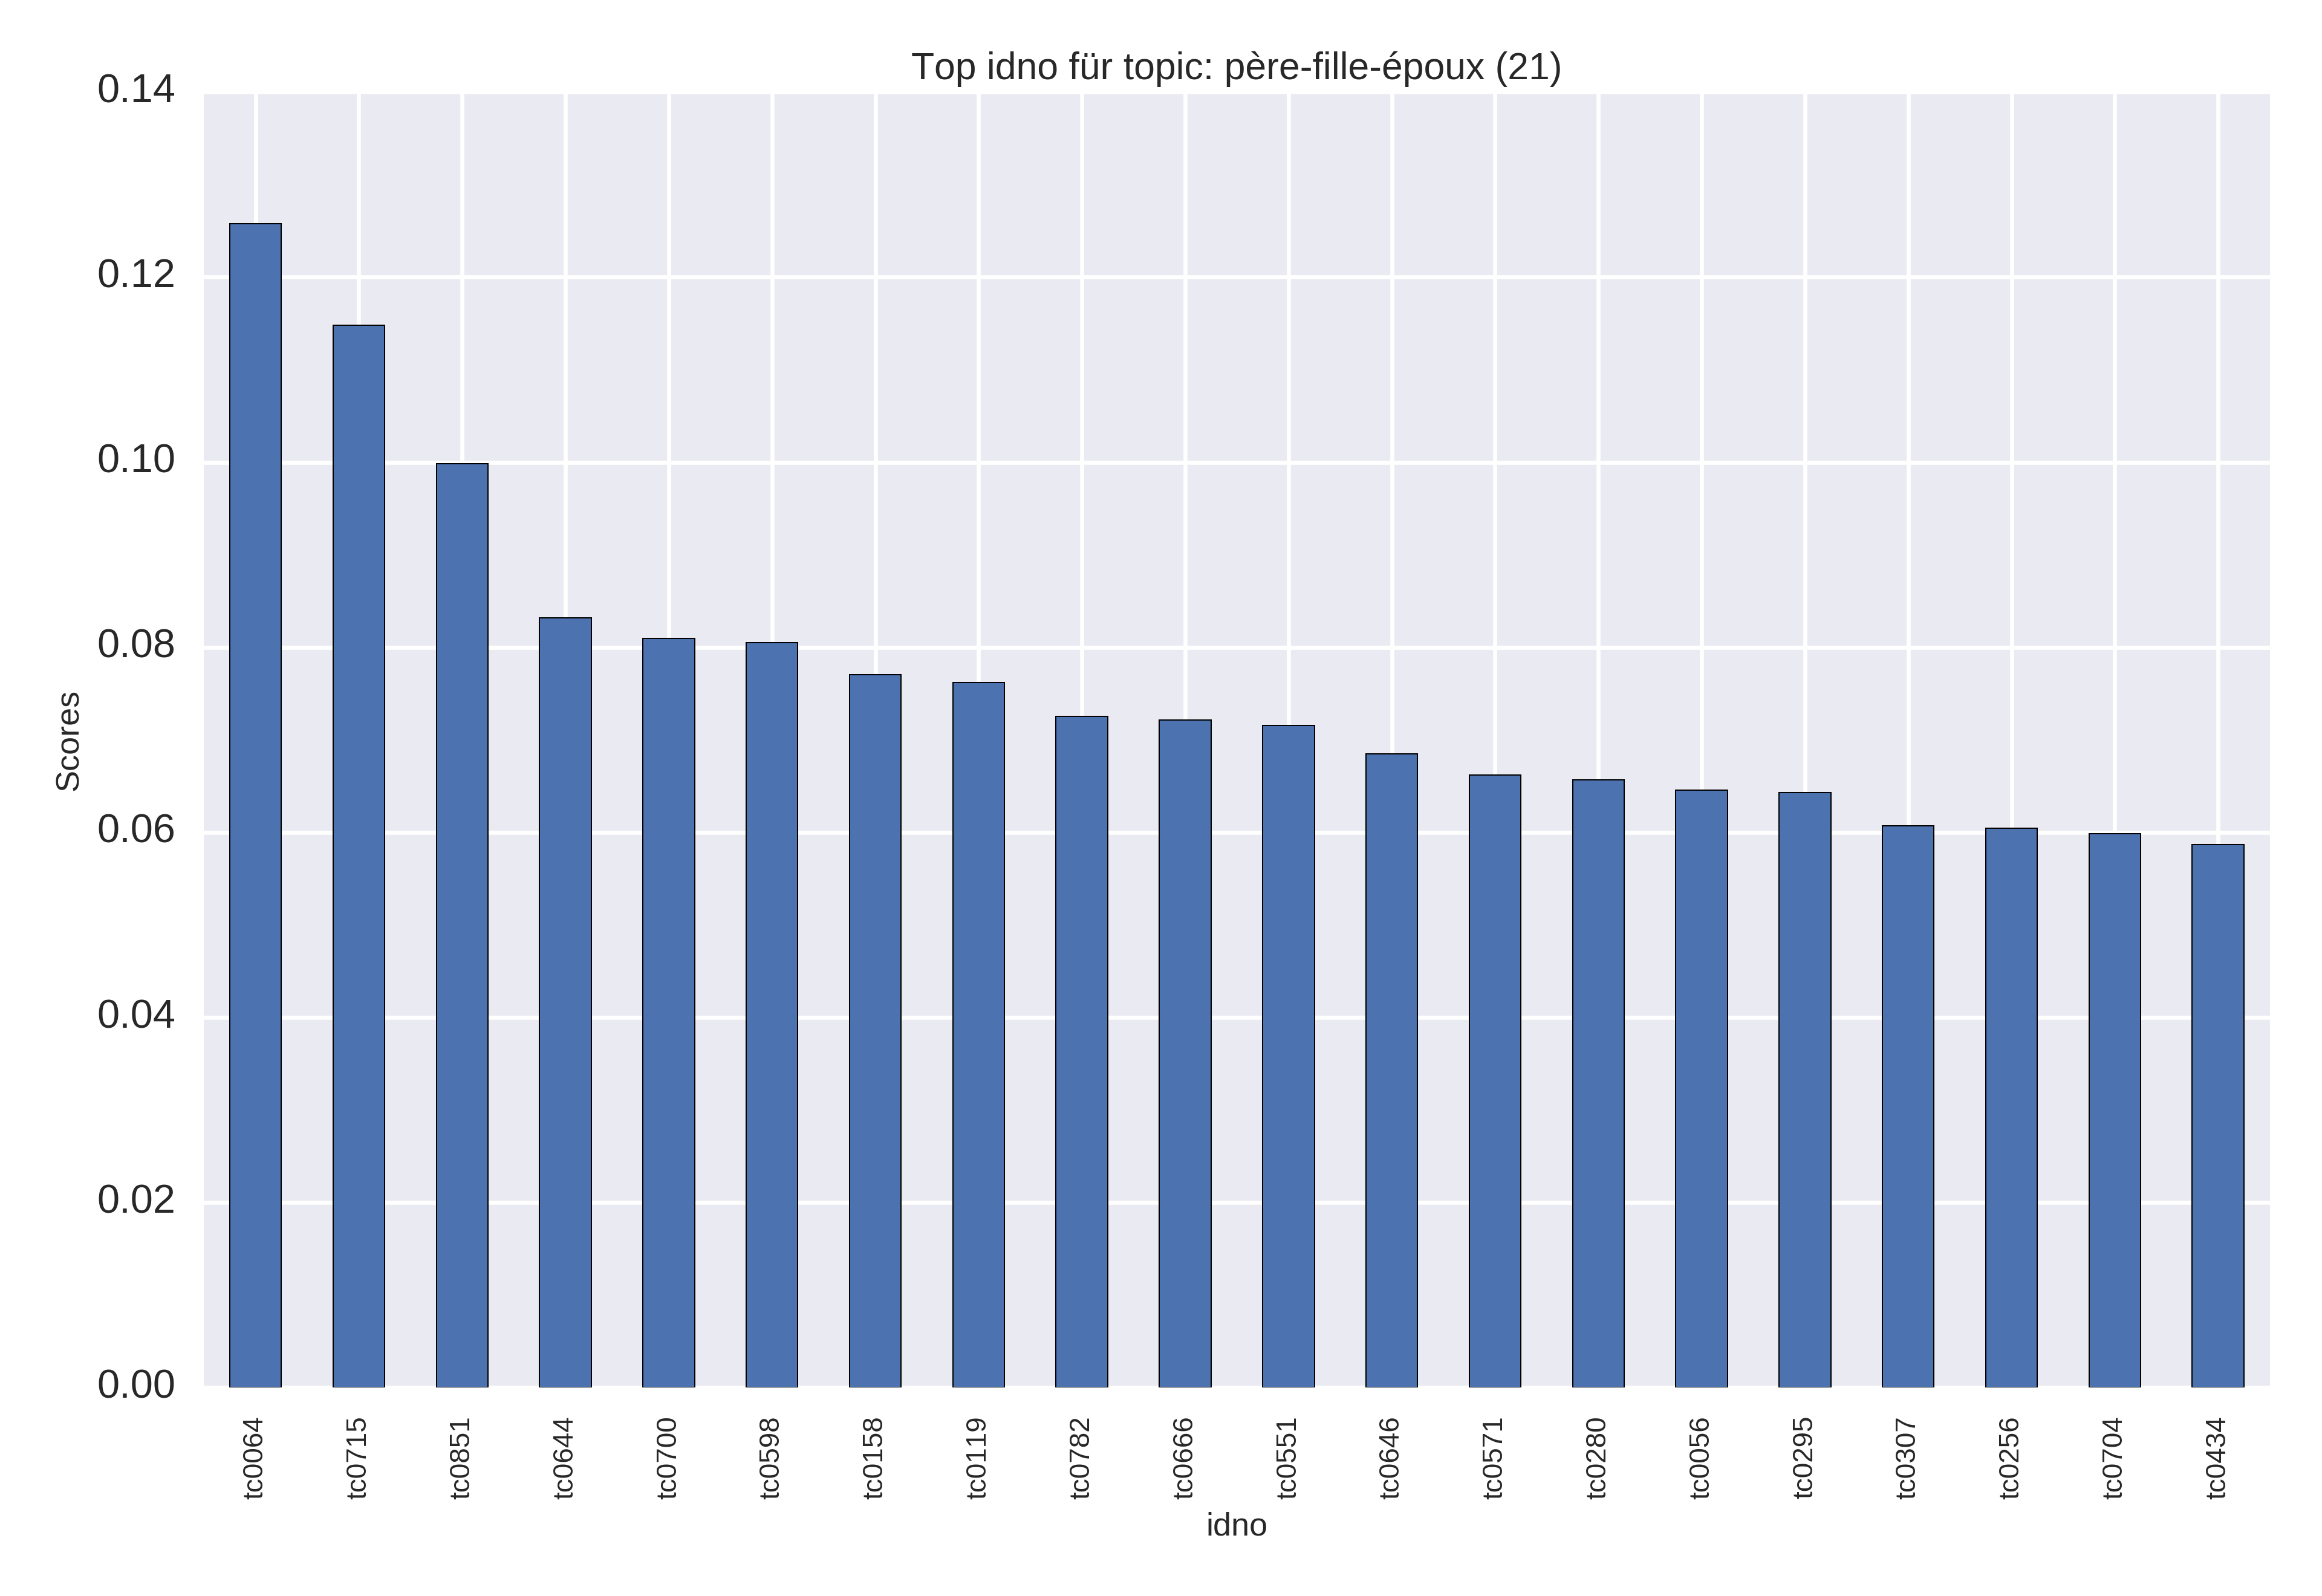 Top idno für topic: père-fille-époux (21)
0.14
0.12
0.10
0.08
0.06
0.04
0.02
0.00
Scores
tc0064
tc0715
tc0851
tc0644
tc0700
tc0598
tc0158
tc0119
tc0782
tc0666
tc0551
tc0646
tc0571
tc0280
tc0056
tc0295
tc0307
tc0256
tc0704
tc0434
idno